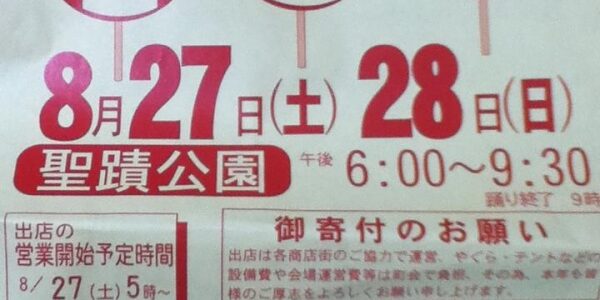 8月27日(土) 28日(日)
聖蹟公園 午後 6:00〜9:30
踊り終了 9時
出店の
営業開始予定時間
8/27(土)5時〜
御寄付のお願い
出店は各商店街のご協力で運営、やぐら・テントなどの
設備費や会場運営費等は町会で負担、その為、本年も皆
様のご厚志をよろしくお願い申し上げます。